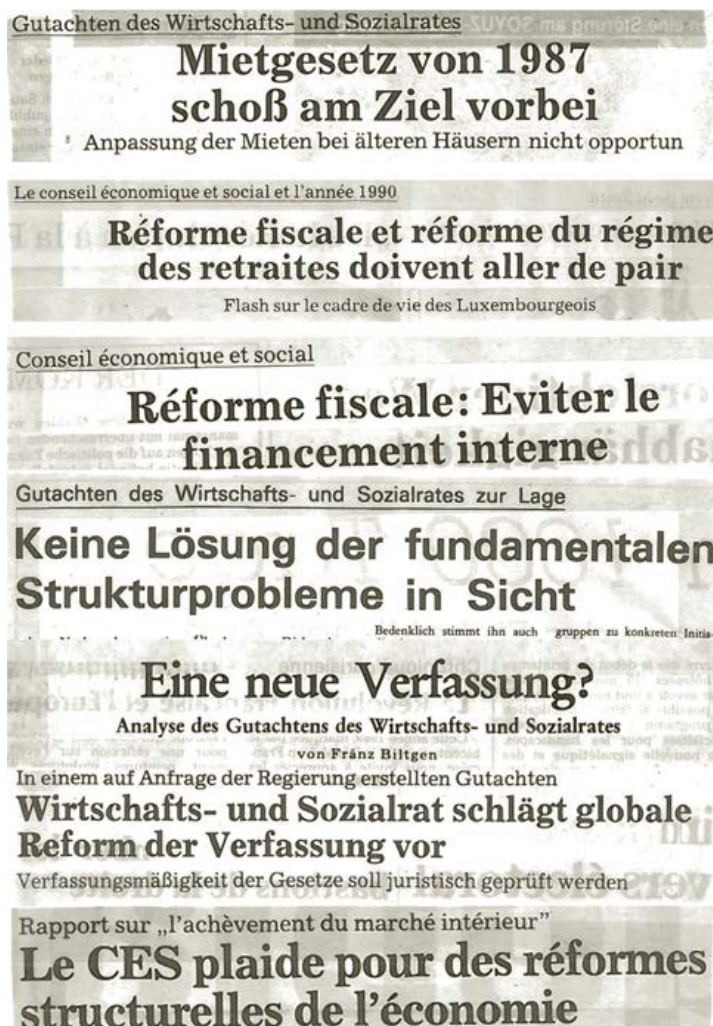 Gutachten des Wirtschafts- und Sozialrates
Mietgesetz von 1987
schoß am Ziel vorbei
Anpassung der Mieten bei älteren Häusern nicht opportun
Le conseil économique et social et l'année 1990
Réforme fiscale et réforme du régime
des retraites doivent aller de pair
Flash sur le cadre de vie des Luxembourgeois
Conseil économique et social
Réforme fiscale: Eviter le
financement interne
Gutachten des Wirtschafts- und Sozialrates zur Lage
Keine Lösung der fundamentalen
Strukturprobleme in Sicht
Bedenklich stimmt ihn auch gruppen zu konkreten Initia-
Eine neue Verfassung?
Analyse des Gutachtens des Wirtschafts- und Sozialrates
von Franz Biltgen
In einem auf Anfrage der Regierung erstellten Gutachten
Wirtschafts- und Sozialrat schlägt globale
Reform der Verfassung vor
Verfassungsmäßigkeit der Gesetze soll juristisch geprüft werden
Rapport sur „l'achèvement du marché intérieur”
Le CES plaide pour des réformes
structurelles de l'économie